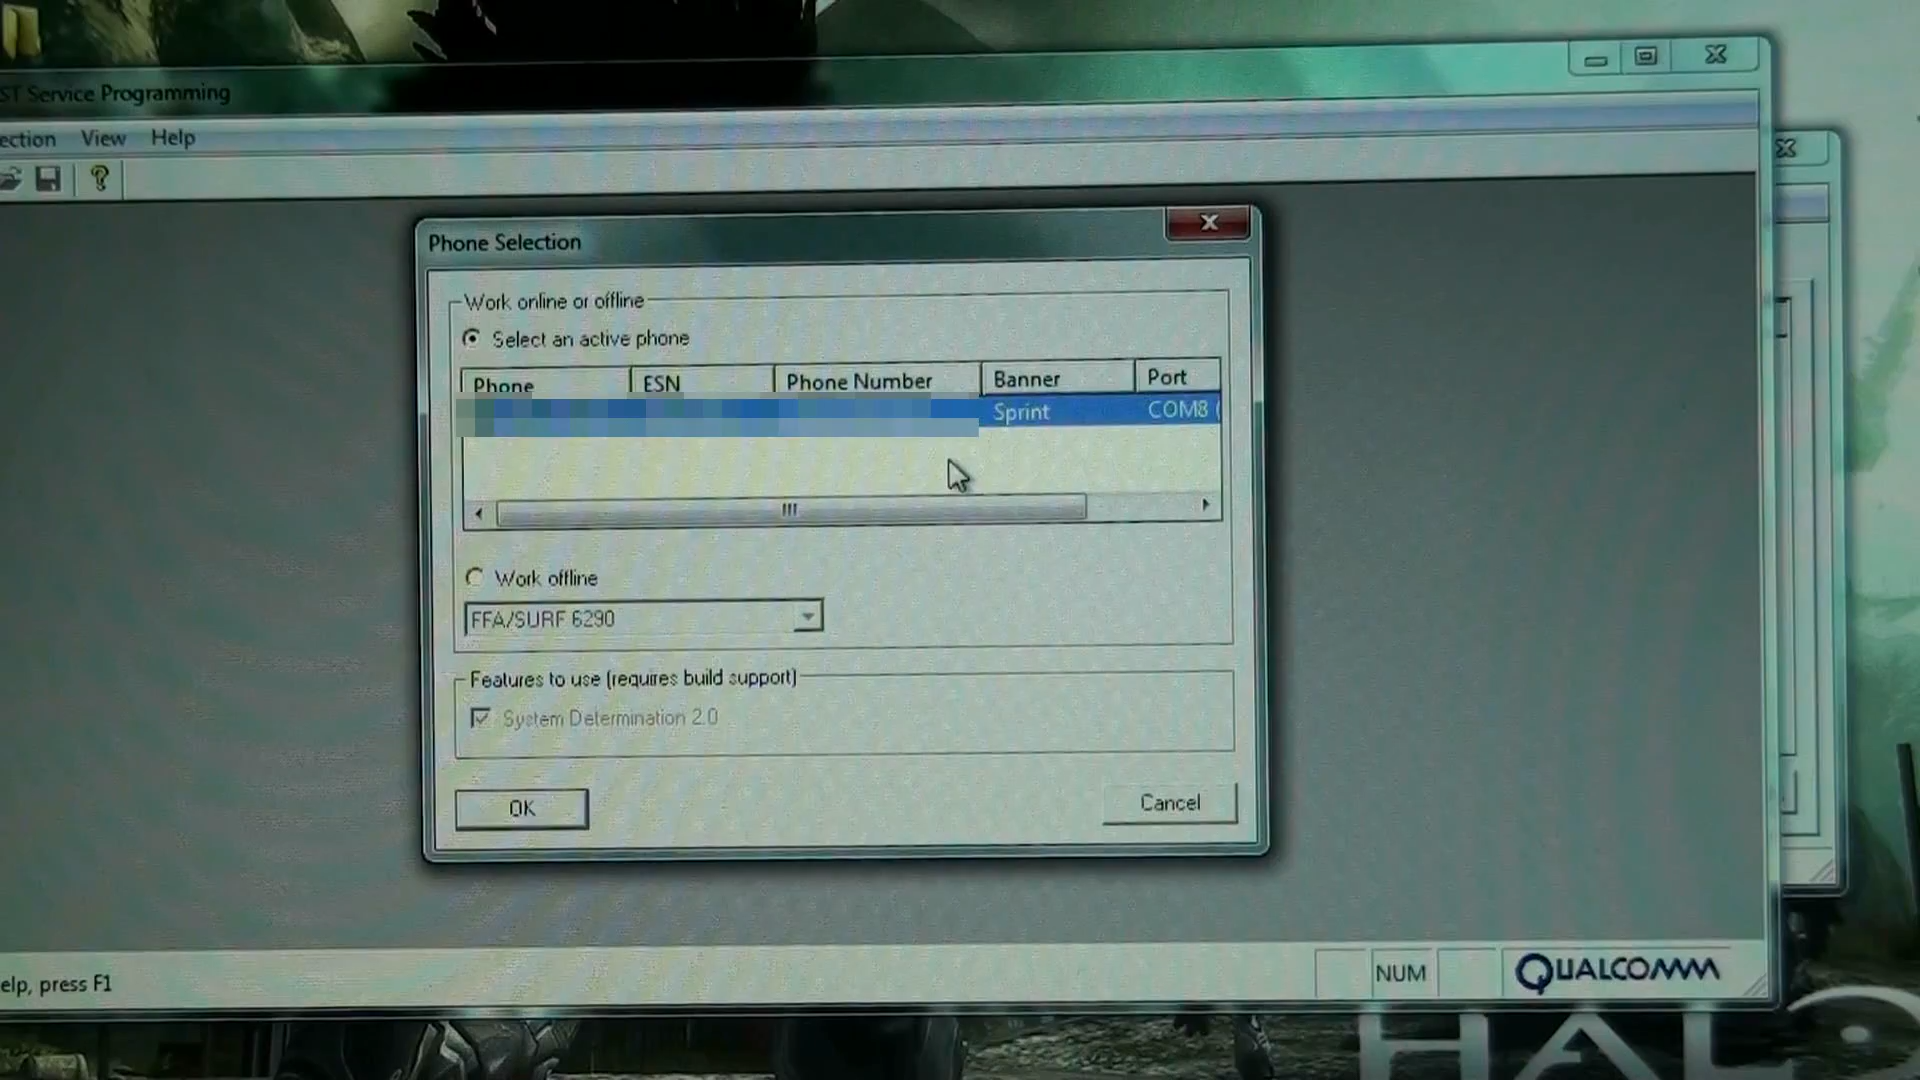 ST Service Programming
ection View Help
Phone Selection
Work online or offline
Select an active phone
Phone ESN Phone Number Banner Port
Sprint COM8 (
Work offline
FFA/SURF 6290
Features to use (requires build support)
System Determination 2.0
OK Cancel
elp, press F1 NUM QUALCOMM
HALO